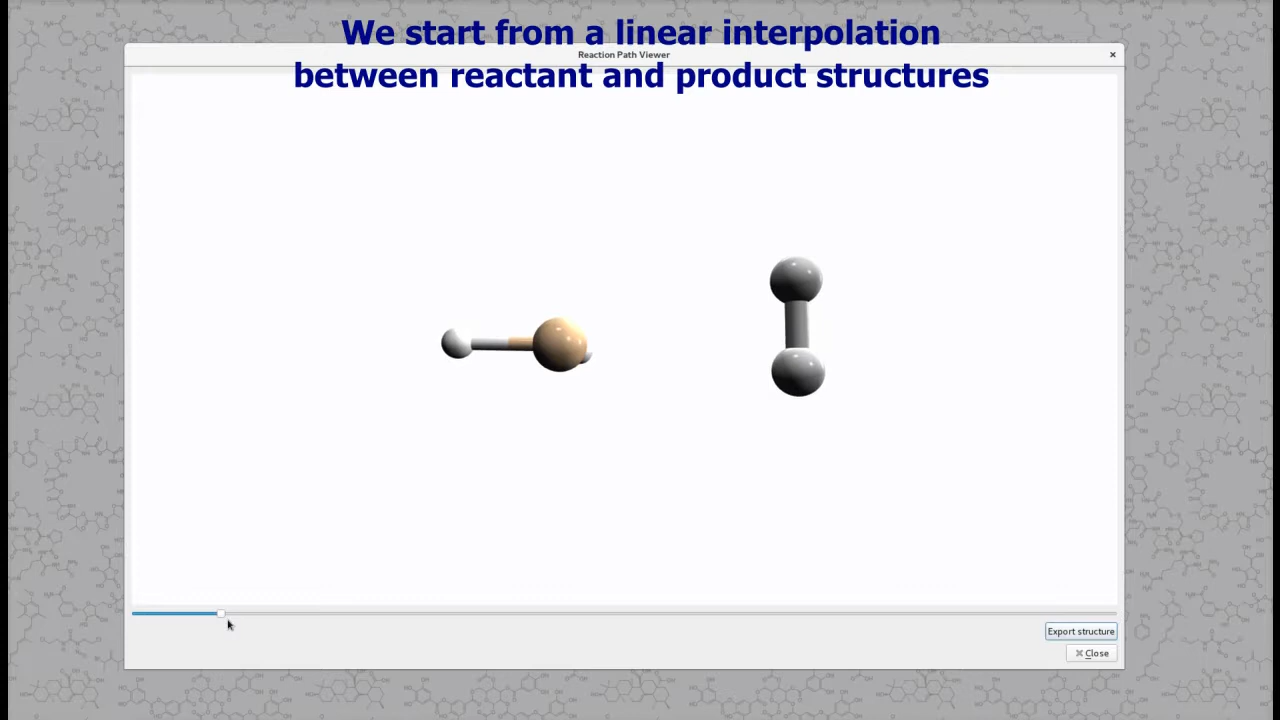 We start from a linear interpolation
Reaction Path Viewer
between reactant and product structures
Export structure
Close